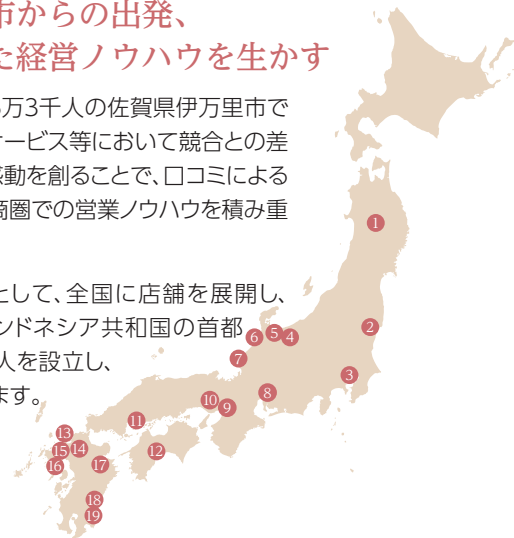 市からの出発、
た経営ノウハウを生かす
万3千人の佐賀県伊万里市で
サービス等において競合との差
感動を創ることで、口コミによる
商圏での営業ノウハウを積み重
として、全国に店舗を展開し、
ンドネシア共和国の首都
人を設立し、
ます。
1
2
3
6 5 4
7
8
10 9
11
12
13
15 14
16 17
18
19